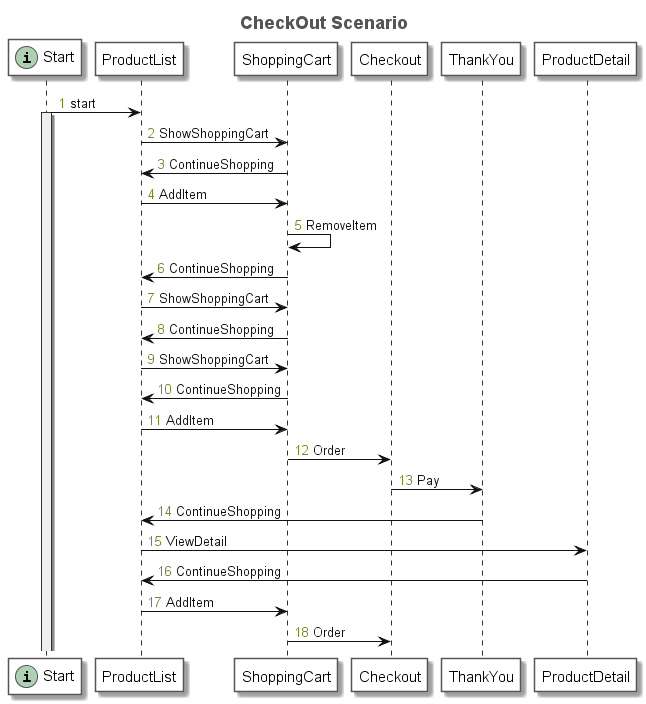 CheckOut Scenario
i Start ProductList ShoppingCart Checkout ThankYou ProductDetail
1 start
2 ShowShoppingCart
3 ContinueShopping
4 AddItem
5 RemoveItem
6 ContinueShopping
7 ShowShoppingCart
8 ContinueShopping
9 ShowShoppingCart
10 ContinueShopping
11 AddItem
12 Order
13 Pay
14 ContinueShopping
15 ViewDetail
16 ContinueShopping
17 AddItem
18 Order
i Start ProductList ShoppingCart Checkout ThankYou ProductDetail